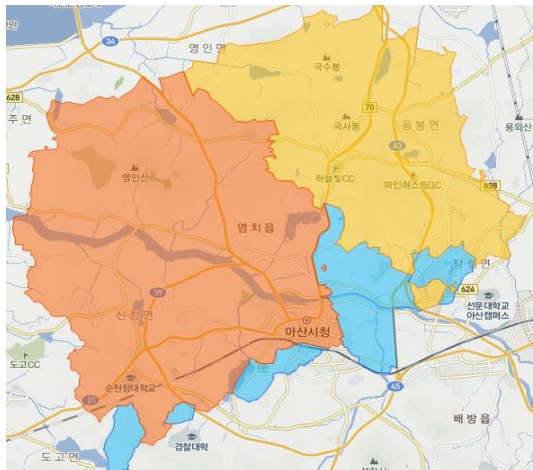 영인면
34
국수봉
628
70
주면
국사봉
음봉면
용와산
43
영인산
하늘빛CC
파인허스트GC
628
염치읍
탕정면
39
624
신창면
선문대학교
아산캠퍼스
아산시청
도고CC
순천향대학교
45
21
배방읍
경찰대학
도고면